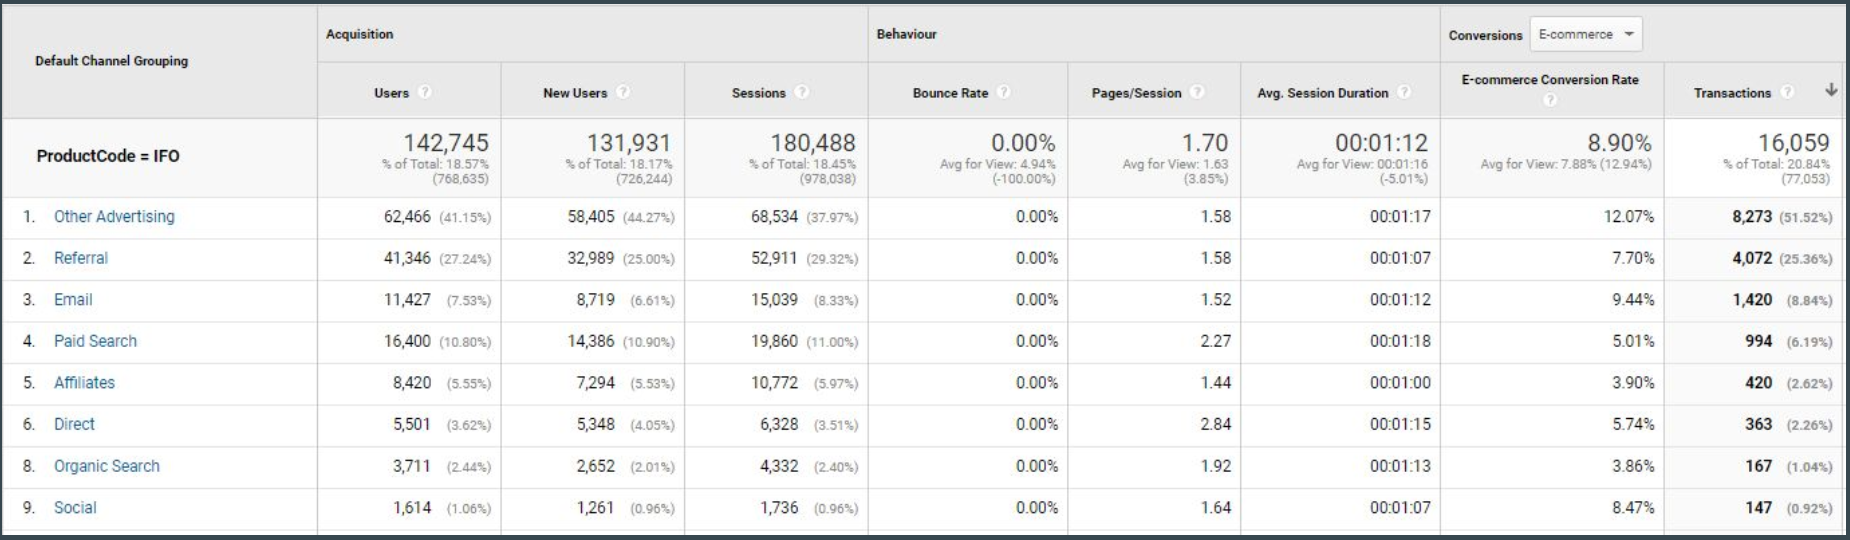 Default Channel Grouping
Acquisition
Behaviour
Conversions E-commerce
Users ?
New Users ?
Sessions ?
Bounce Rate ?
Pages/Session ?
Avg. Session Duration ?
E-commerce Conversion Rate
?
Transactions ?
ProductCode = IFO
142,745
% of Total: 18.57%
(768,635)
131,931
% of Total: 18.17%
(726,244)
180,488
% of Total: 18.45%
(978,038)
0.00%
Avg for View: 4.94%
(-100.00%)
1.70
Avg for View: 1.63
(3.85%)
00:01:12
Avg for View: 00:01:16
(-5.01%)
8.90%
Avg for View: 7.88% (12.94%)
16,059
% of Total: 20.84%
(77,053)
1. Other Advertising 62,466 (41.15%) 58,405 (44.27%) 68,534 (37.97%) 0.00% 1.58 00:01:17 12.07% 8,273 (51.52%)
2. Referral 41,346 (27.24%) 32,989 (25.00%) 52,911 (29.32%) 0.00% 1.58 00:01:07 7.70% 4,072 (25.36%)
3. Email 11,427 (7.53%) 8,719 (6.61%) 15,039 (8.33%) 0.00% 1.52 00:01:12 9.44% 1,420 (8.84%)
4. Paid Search 16,400 (10.80%) 14,386 (10.90%) 19,860 (11.00%) 0.00% 2.27 00:01:18 5.01% 994 (6.19%)
5. Affiliates 8,420 (5.55%) 7,294 (5.53%) 10,772 (5.97%) 0.00% 1.44 00:01:00 3.90% 420 (2.62%)
6. Direct 5,501 (3.62%) 5,348 (4.05%) 6,328 (3.51%) 0.00% 2.84 00:01:15 5.74% 363 (2.26%)
8. Organic Search 3,711 (2.44%) 2,652 (2.01%) 4,332 (2.40%) 0.00% 1.92 00:01:13 3.86% 167 (1.04%)
9. Social 1,614 (1.06%) 1,261 (0.96%) 1,736 (0.96%) 0.00% 1.64 00:01:07 8.47% 147 (0.92%)